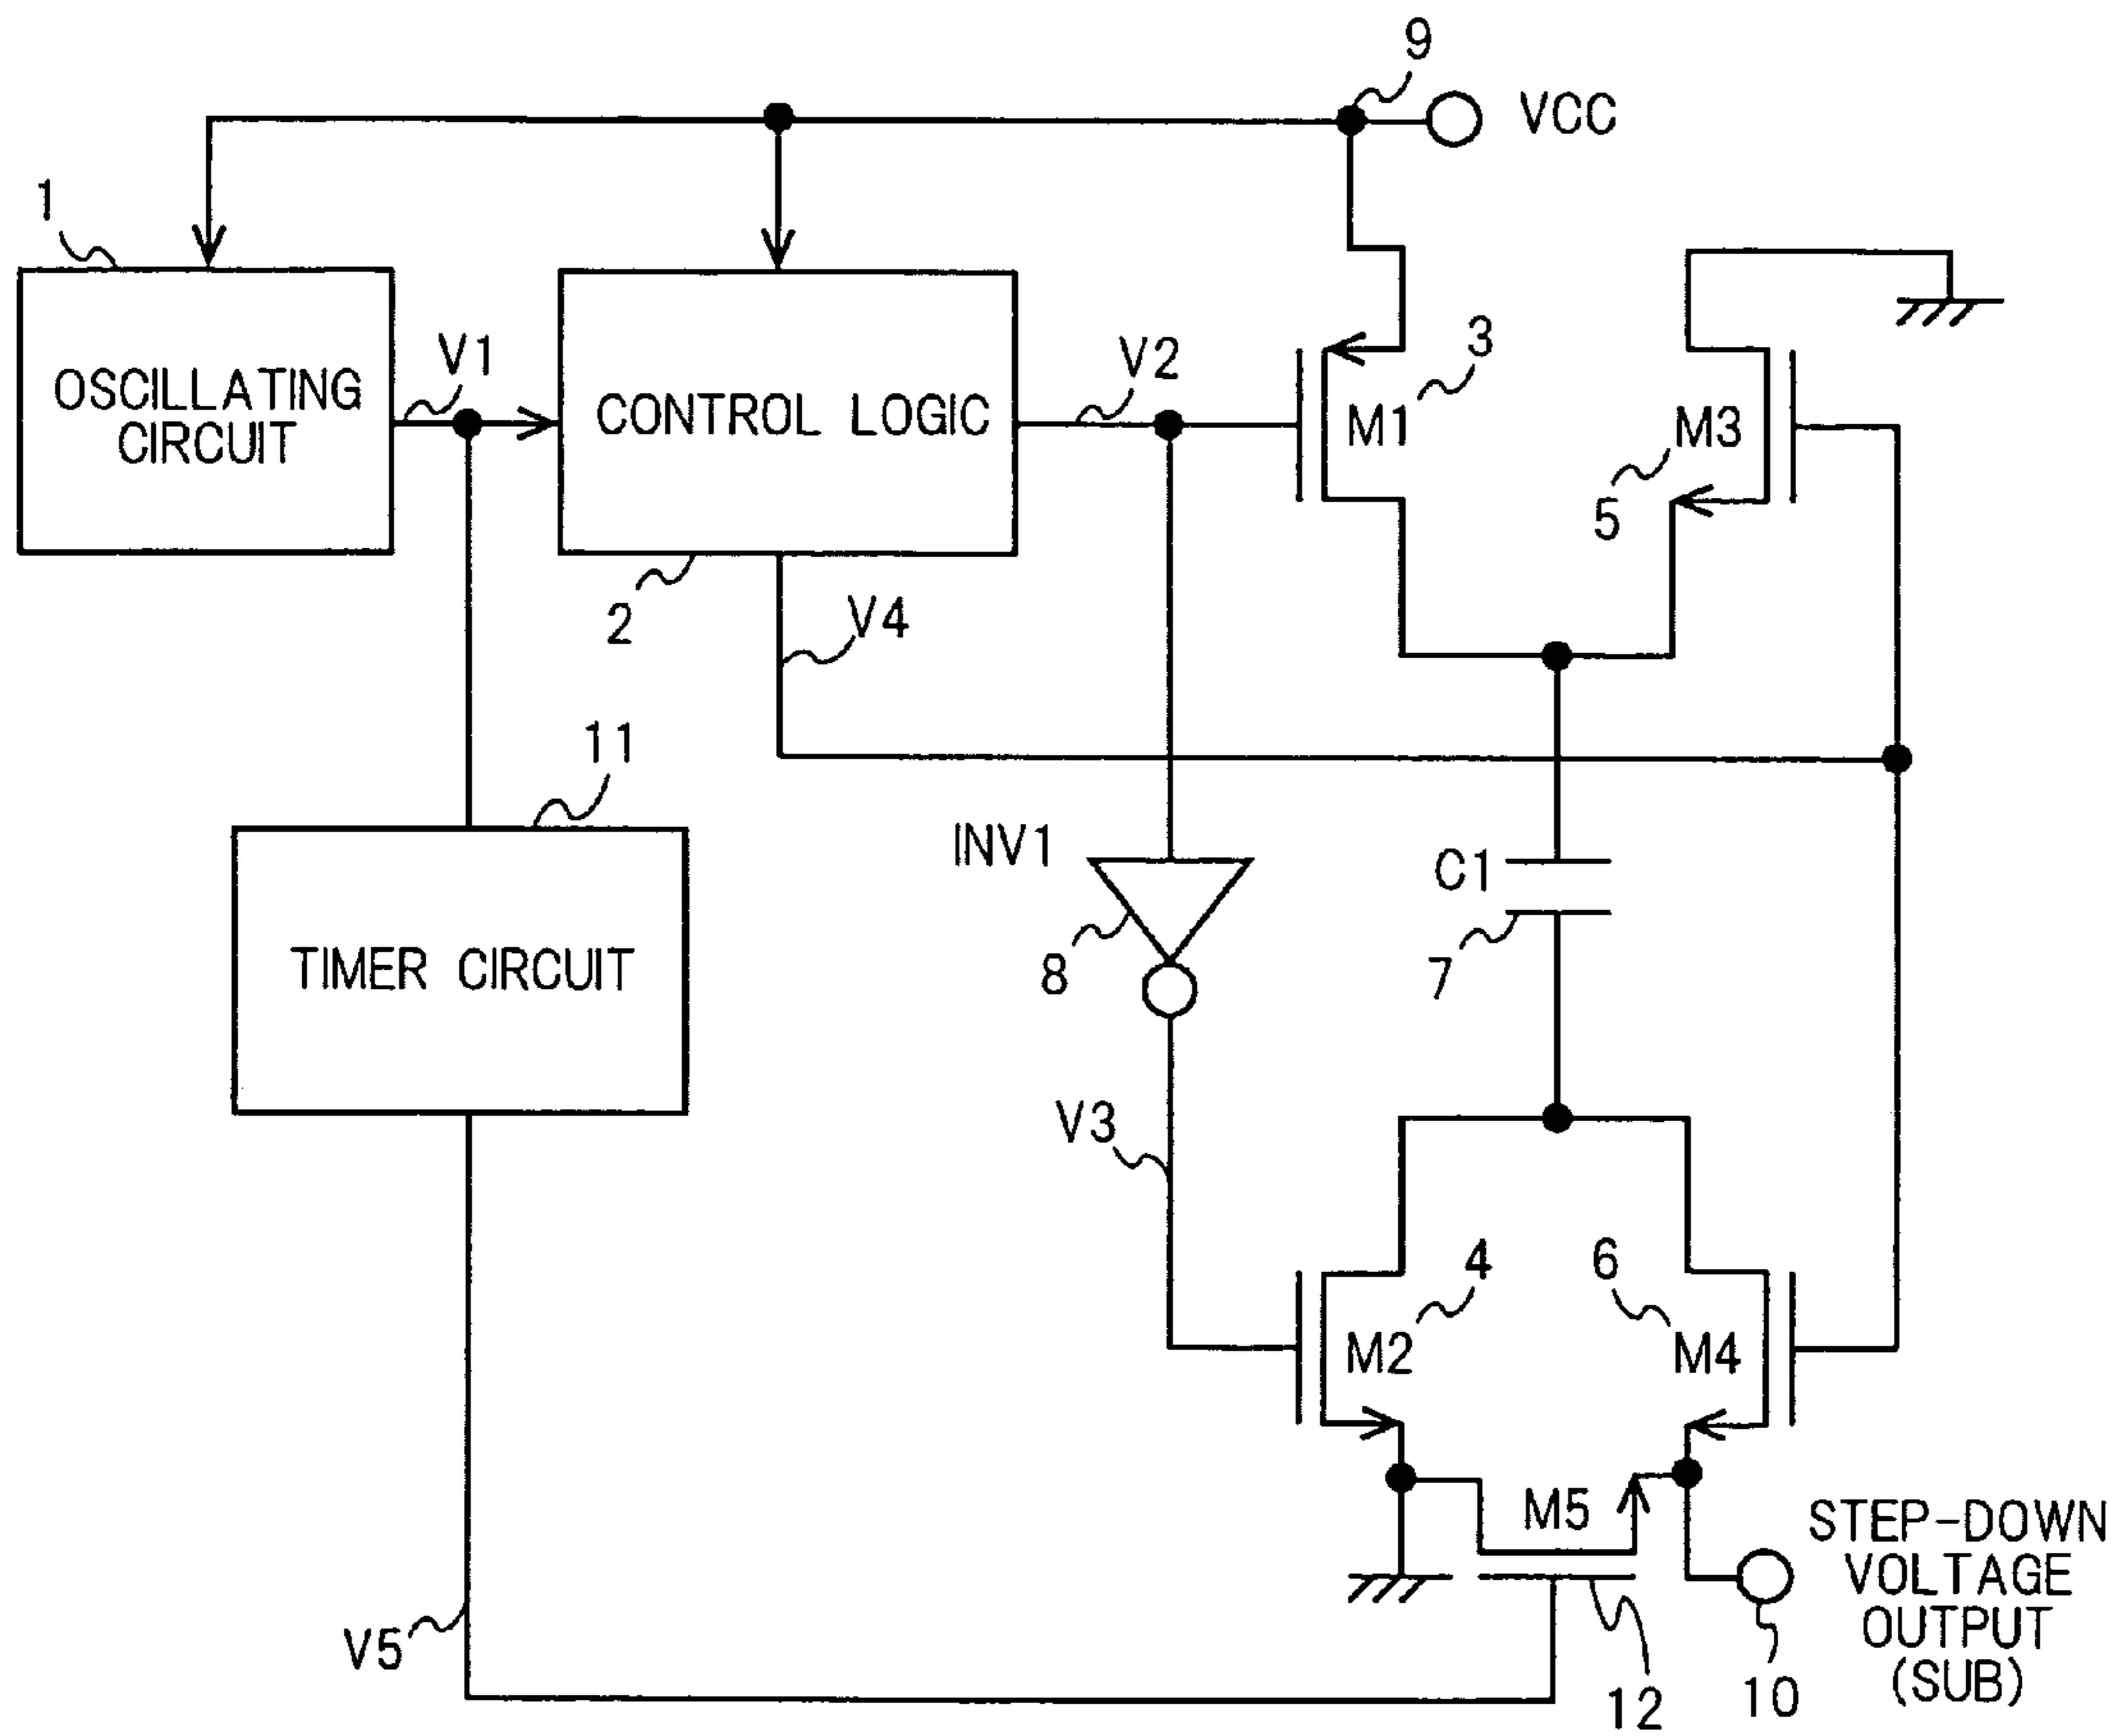 9
VCC
1
OSCILLATING
CIRCUIT
V1
CONTROL LOGIC
2
V2
M1
3
M3
5
V4
11
TIMER CIRCUIT
INV1
8
C1
7
V3
M2
4
6
M4
M5
V5
12
10
STEP-DOWN
VOLTAGE
OUTPUT
(SUB)